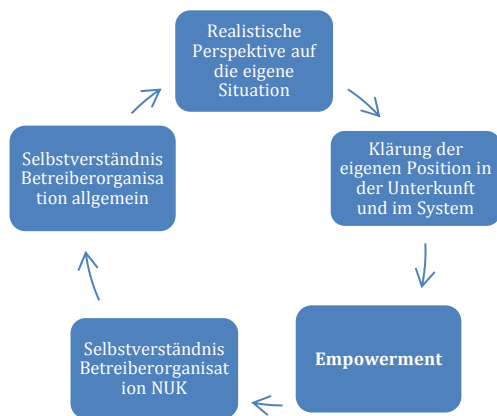 Realistische
Perspektive auf
die eigene
Situation
Klärung der
eigenen Position in
der Unterkunft
und im System
Empowerment
Selbstverständnis
Betreiberorganisat
ion NUK
Selbstverständnis
Betreiberorganisa
tion allgemein